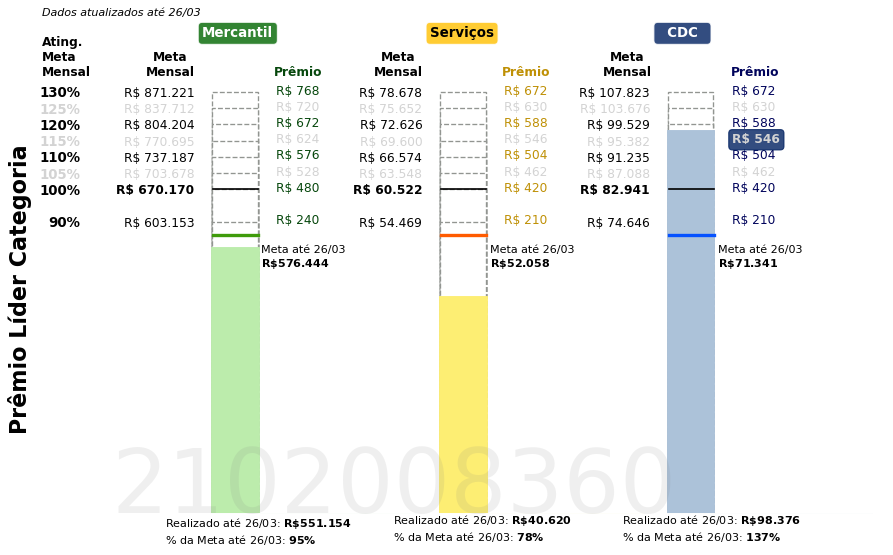 Dados atualizados até 26/03
Mercantil Serviços CDC
Ating. Meta Mensal Meta Mensal Prêmio Meta Mensal Prêmio Meta Mensal Prêmio
130% R$ 871.221 R$ 768 R$ 78.678 R$ 672 R$ 107.823 R$ 672
125% R$ 837.712 R$ 720 R$ 75.652 R$ 630 R$ 103.676 R$ 630
120% R$ 804.204 R$ 672 R$ 72.626 R$ 588 R$ 99.529 R$ 588
115% R$ 770.695 R$ 624 R$ 69.600 R$ 546 R$ 95.382 R$ 546
110% R$ 737.187 R$ 576 R$ 66.574 R$ 504 R$ 91.235 R$ 504
105% R$ 703.678 R$ 528 R$ 63.548 R$ 462 R$ 87.088 R$ 462
100% R$ 670.170 R$ 480 R$ 60.522 R$ 420 R$ 82.941 R$ 420
90% R$ 603.153 R$ 240 R$ 54.469 R$ 210 R$ 74.646 R$ 210
Meta até 26/03 Meta até 26/03 Meta até 26/03
R$576.444 R$52.058 R$71.341
Prêmio Líder Categoria
2102008360
Realizado até 26/03: R$551.154 Realizado até 26/03: R$40.620 Realizado até 26/03: R$98.376
% da Meta até 26/03: 95% % da Meta até 26/03: 78% % da Meta até 26/03: 137%